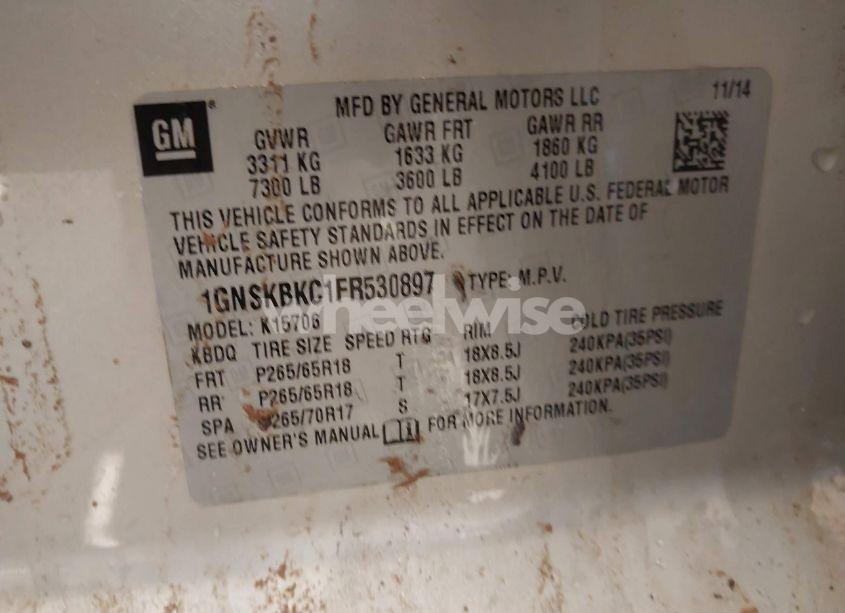 GM ®
MFD BY GENERAL MOTORS LLC 11/14
GVWR GAWR FRT GAWR RR
3311 KG 1633 KG 1860 KG
7300 LB 3600 LB 4100 LB
THIS VEHICLE CONFORMS TO ALL APPLICABLE U.S. FEDERAL MOTOR
VEHICLE SAFETY STANDARDS IN EFFECT ON THE DATE OF
MANUFACTURE SHOWN ABOVE.
1GNSKBKC1FR530897 TYPE: M.P.V.
wheelwise
MODEL: K15706
KBDQ TIRE SIZE SPEED RTG RIM COLD TIRE PRESSURE
FRT P265/65R18 T 18X8.5J 240KPA(35PSI)
RR P265/65R18 T 18X8.5J 240KPA(35PSI)
SPA P265/70R17 S 17X7.5J 240KPA(35PSI)
SEE OWNER'S MANUAL FOR MORE INFORMATION.